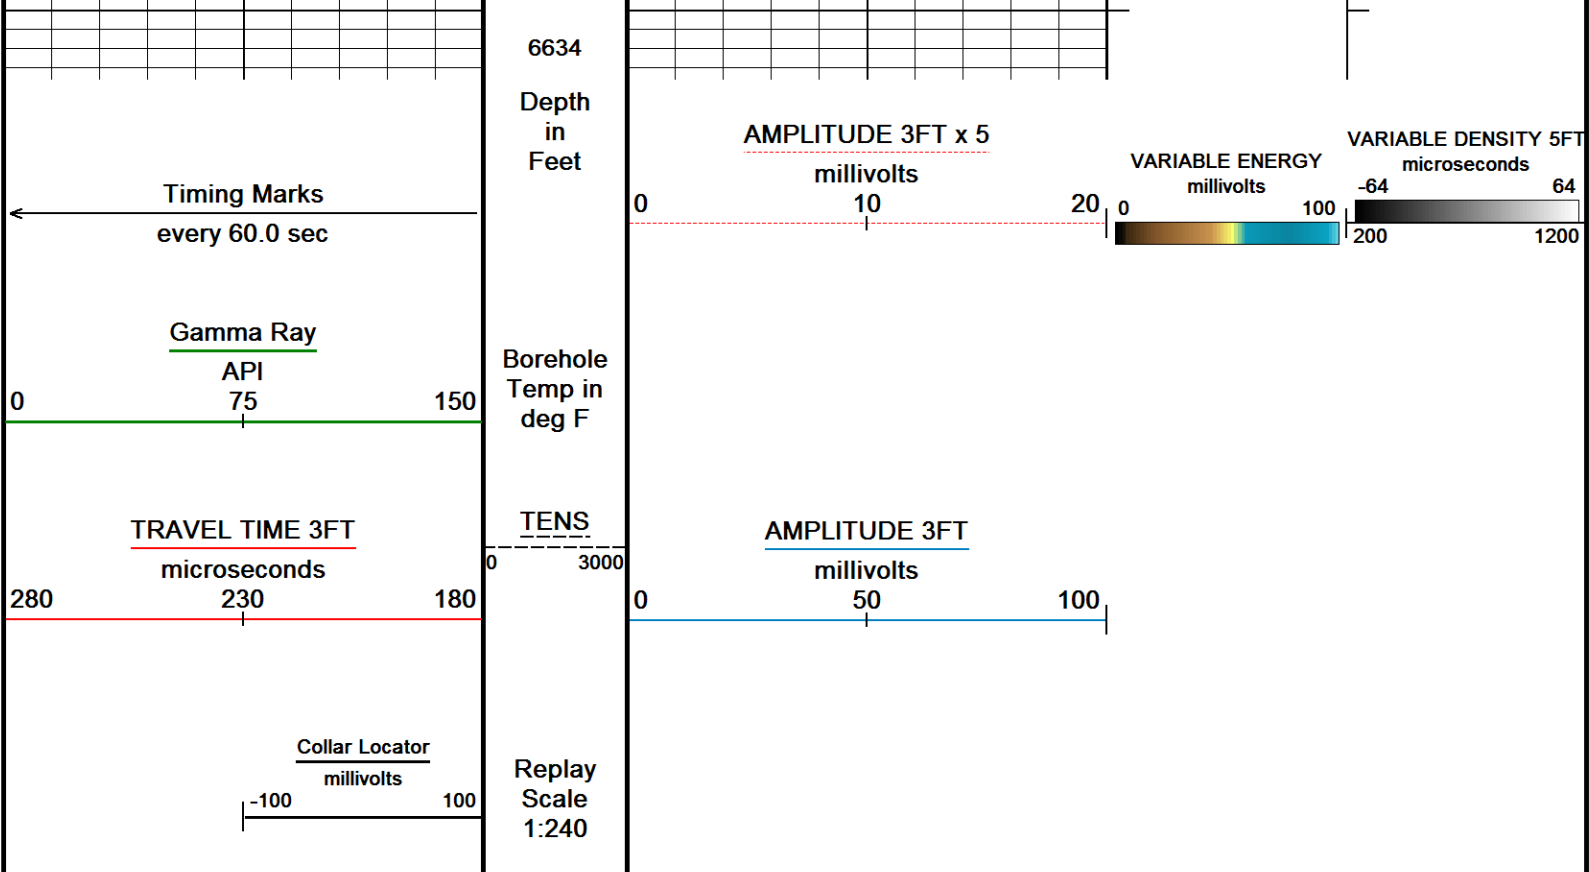 6634
Depth
in
Feet
Timing Marks
every 60.0 sec
AMPLITUDE 3FT x 5
millivolts
0 10 20
VARIABLE ENERGY
millivolts
0 100
VARIABLE DENSITY 5FT
microseconds
-64 64
200 1200
Gamma Ray
API
0 75 150
Borehole
Temp in
deg F
TRAVEL TIME 3FT
microseconds
280 230 180
TENS
0 3000
AMPLITUDE 3FT
millivolts
0 50 100
Collar Locator
millivolts
-100 100
Replay
Scale
1:240